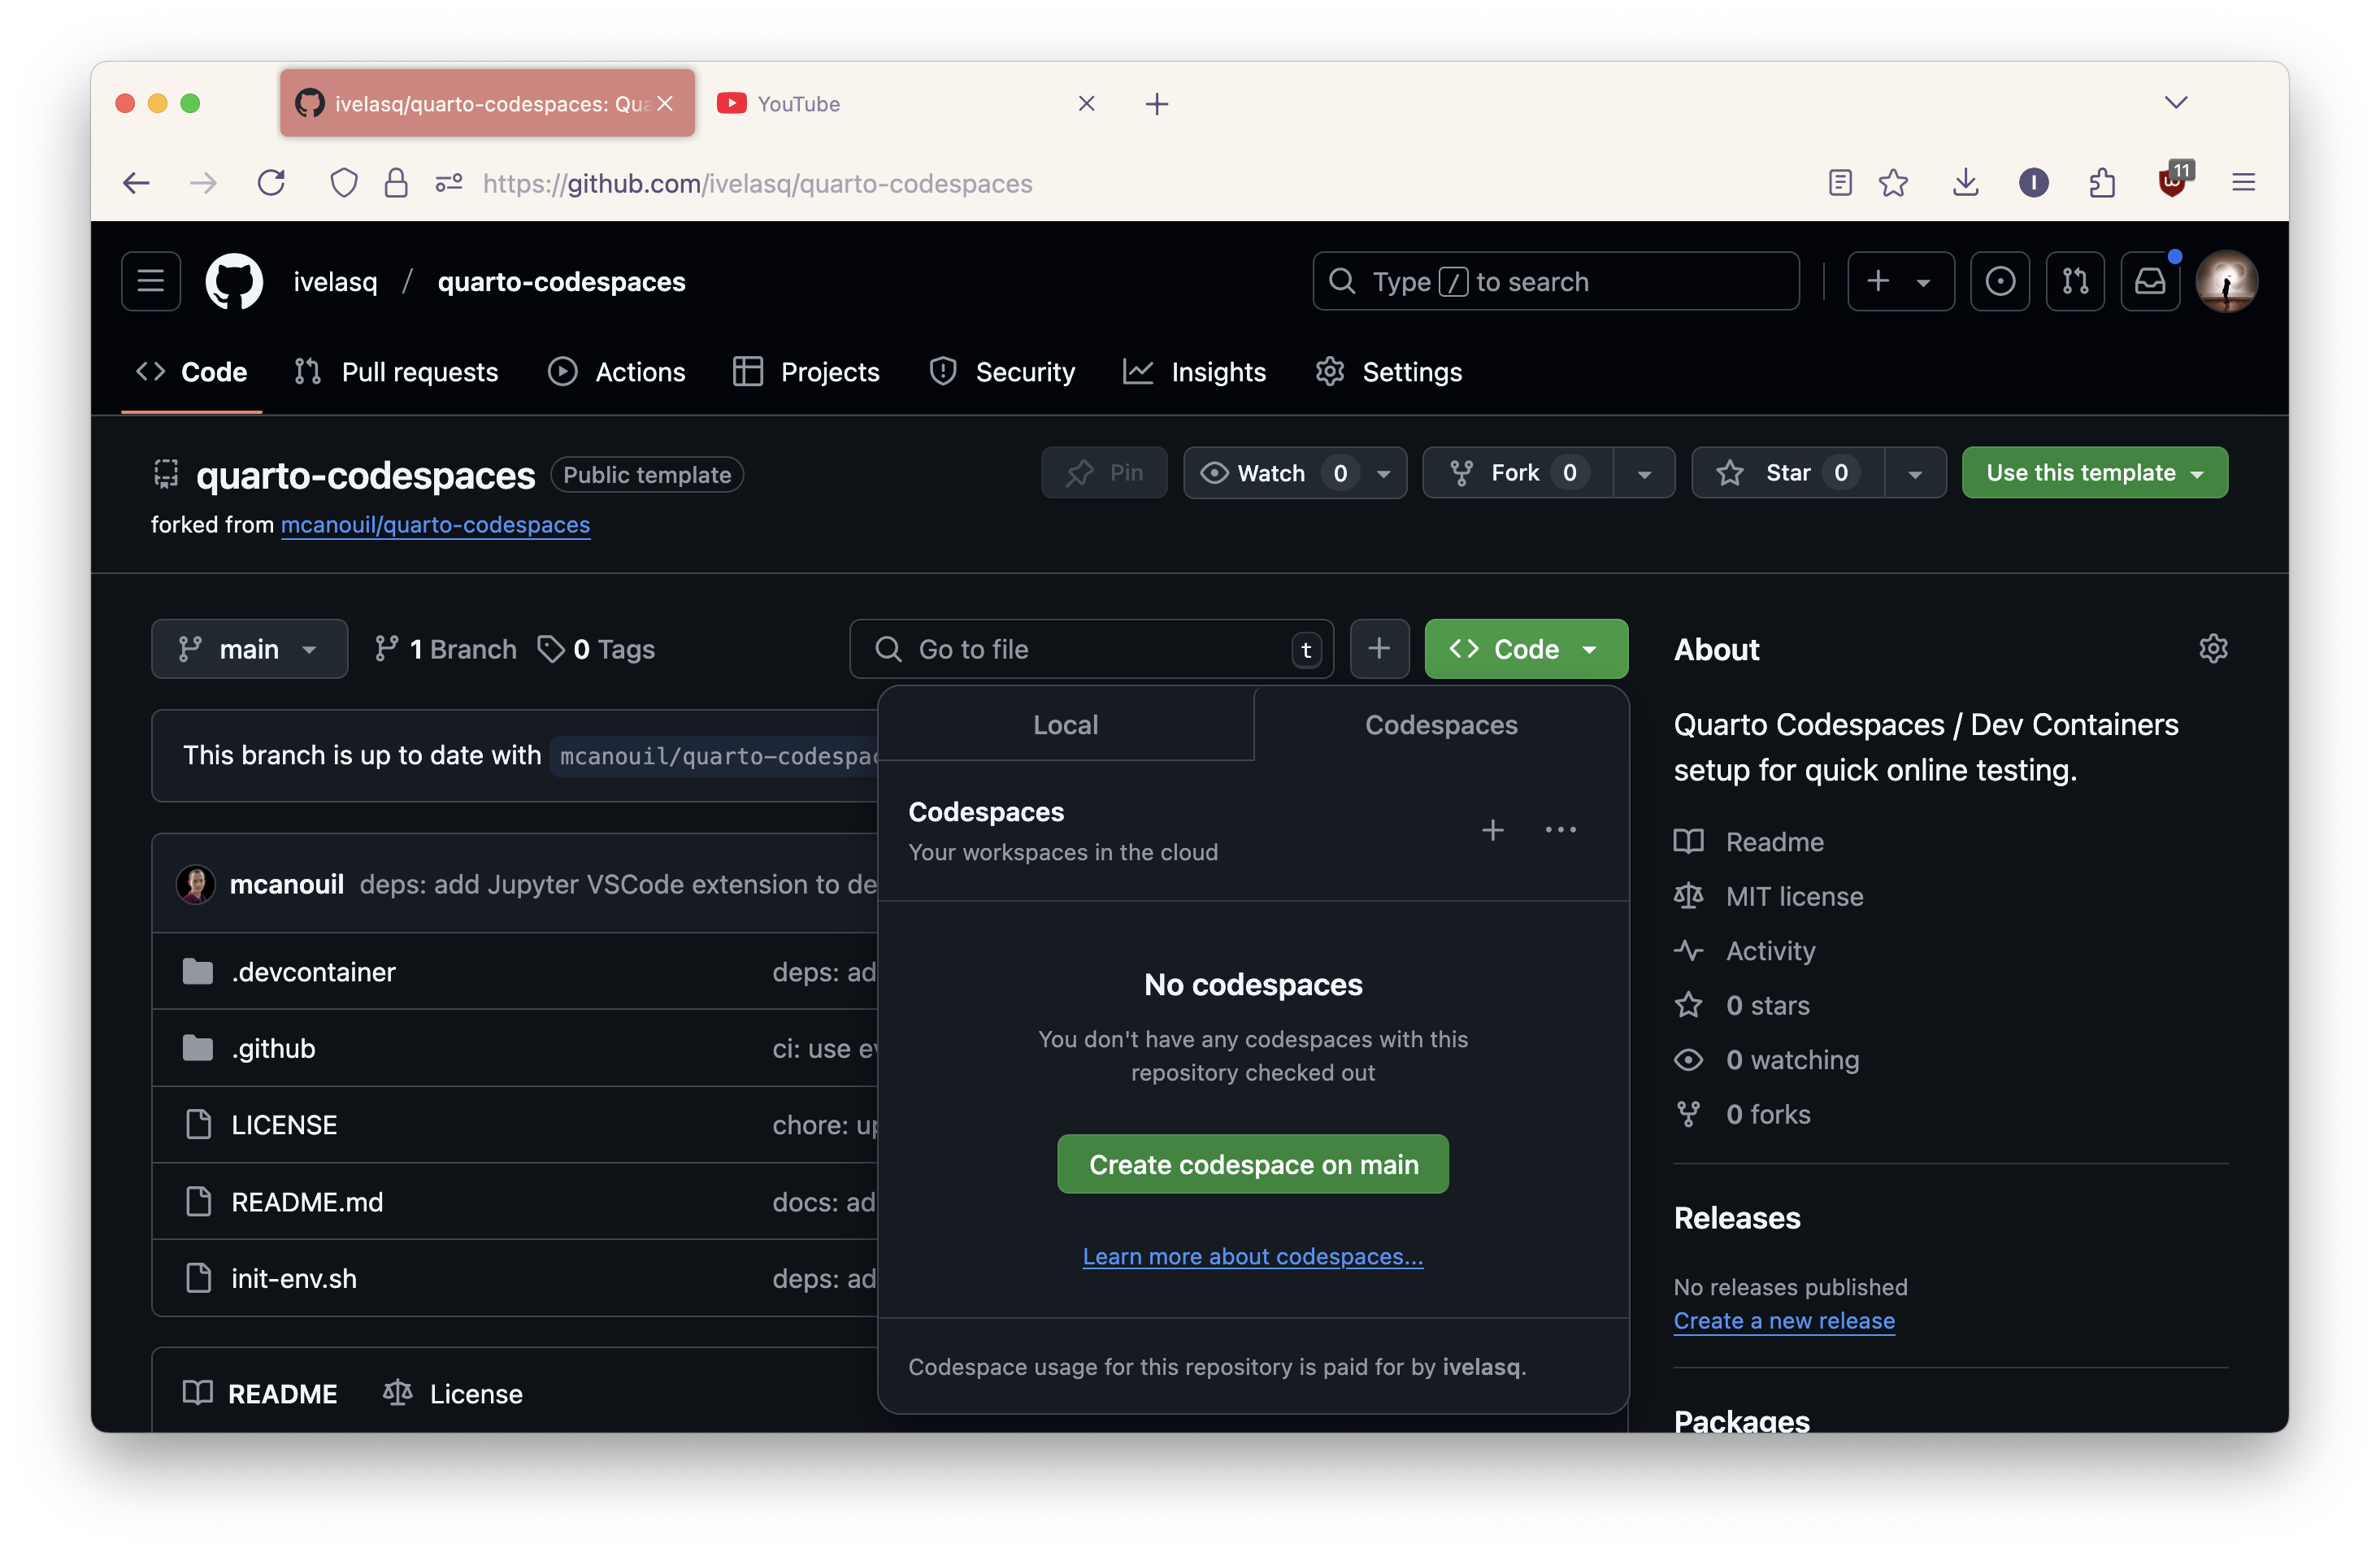 ivelasq/quarto-codespaces: Qu
YouTube
https://github.com/ivelasq/quarto-codespaces
11
ivelasq / quarto-codespaces
Type / to search
Code
Pull requests
Actions
Projects
Security
Insights
Settings
quarto-codespaces
Public template
Pin
Watch 0
Fork 0
Star 0
Use this template
forked from mcanouil/quarto-codespaces
main
1 Branch
0 Tags
Go to file
t
Code
About
Local
Codespaces
Quarto Codespaces / Dev Containers
setup for quick online testing.
This branch is up to date with mcanouil/quarto-codespac
Codespaces
Your workspaces in the cloud
Readme
mcanouil deps: add Jupyter VSCode extension to de
MIT license
.devcontainer deps: ad
Activity
No codespaces
0 stars
.github ci: use ev
You don't have any codespaces with this
repository checked out
0 watching
LICENSE chore: up
0 forks
Create codespace on main
README.md docs: ad
Releases
Learn more about codespaces...
init-env.sh deps: ad
No releases published
Create a new release
Codespace usage for this repository is paid for by ivelasq.
README
License
Packages